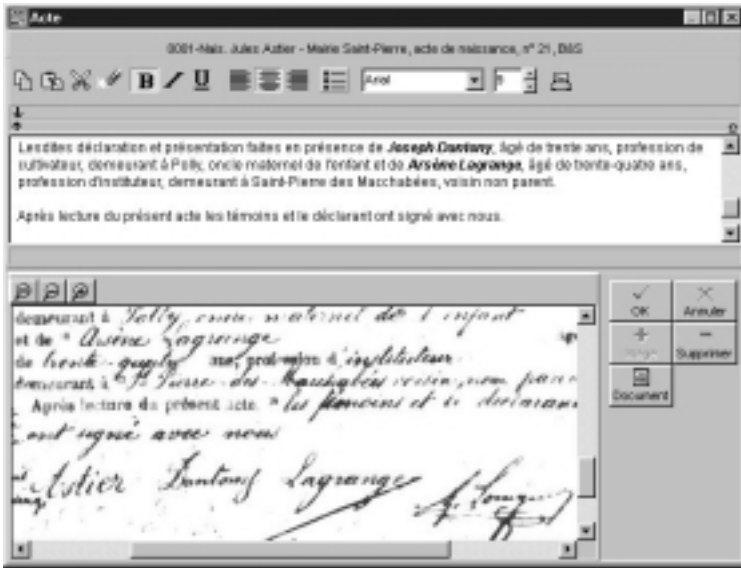 Acte
0001-Nais. Jules Astier - Mairie Saint-Pierre, acte de naissance, n° 21, D&S
B I U Arial 9
Lesdites déclaration et présentation faites en présence de Joseph Dantony, âgé de trente ans, profession de
cultivateur, demeurant à Polly, oncle maternel de l'enfant et de Arsène Lagrange, âgé de trente-quatre ans,
profession d'instituteur, demeurant à Saint-Pierre des Macchabées, voisin non parent.
Après lecture du présent acte les témoins et le déclarant ont signé avec nous.
OK Annuler
Supprimer
Document
demeurant à Polly, oncle maternel de l'enfant
et de Arsène Lagrange
de trente-quatre ans, profession d'instituteur
demeurant à St Pierre des Macchabées voisin, non
Après lecture du présent acte, les témoins et le
ont signé avec nous
Astier Dantony Lagrange